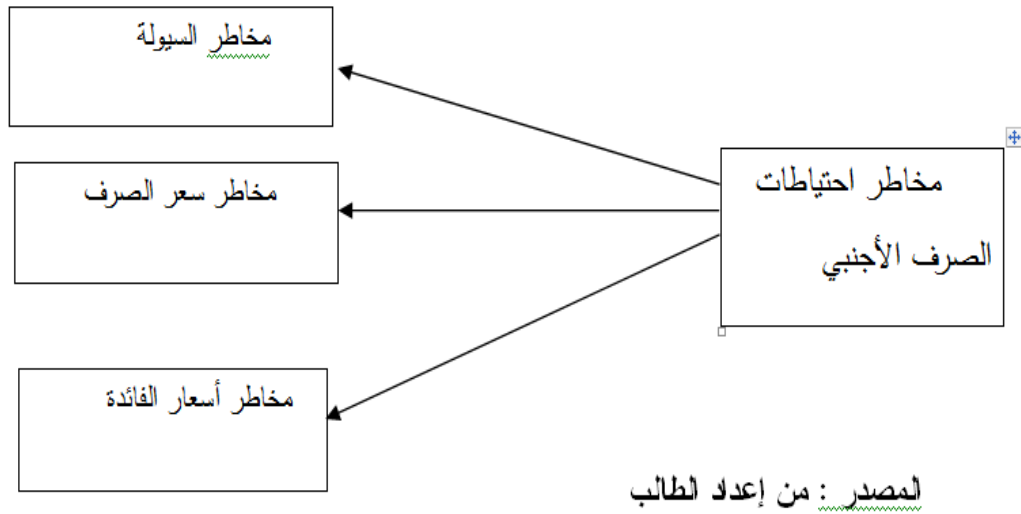 مخاطر احتياطات
الصرف الأجنبي
مخاطر السيولة
مخاطر سعر الصرف
مخاطر أسعار الفائدة
المصدر : من إعداد الطالب